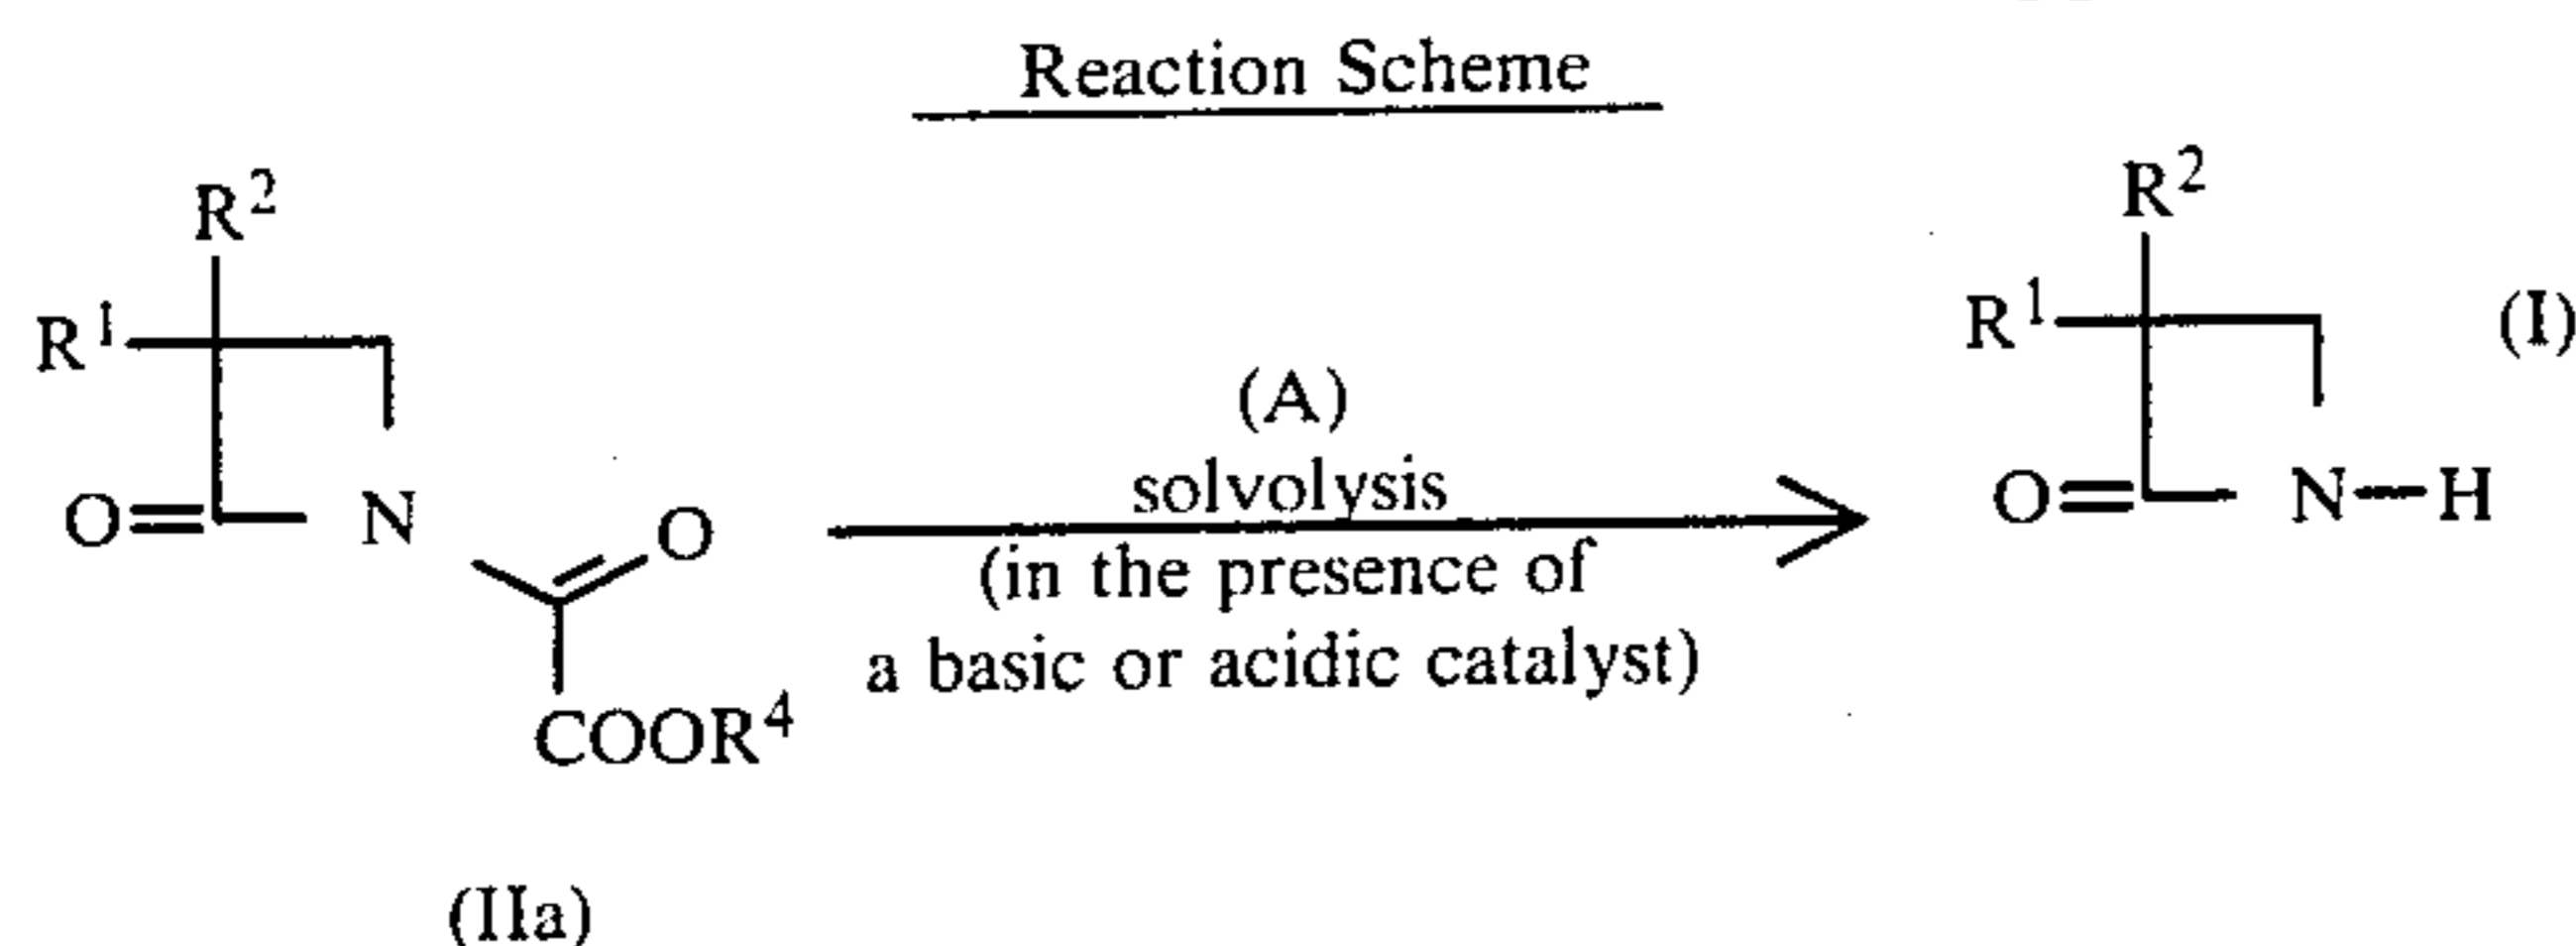 Reaction Scheme
R² R²
R¹ R¹ (I)
(A)
O N O solvolysis O N-H
(in the presence of
a basic or acidic catalyst)
COOR⁴
(IIa)